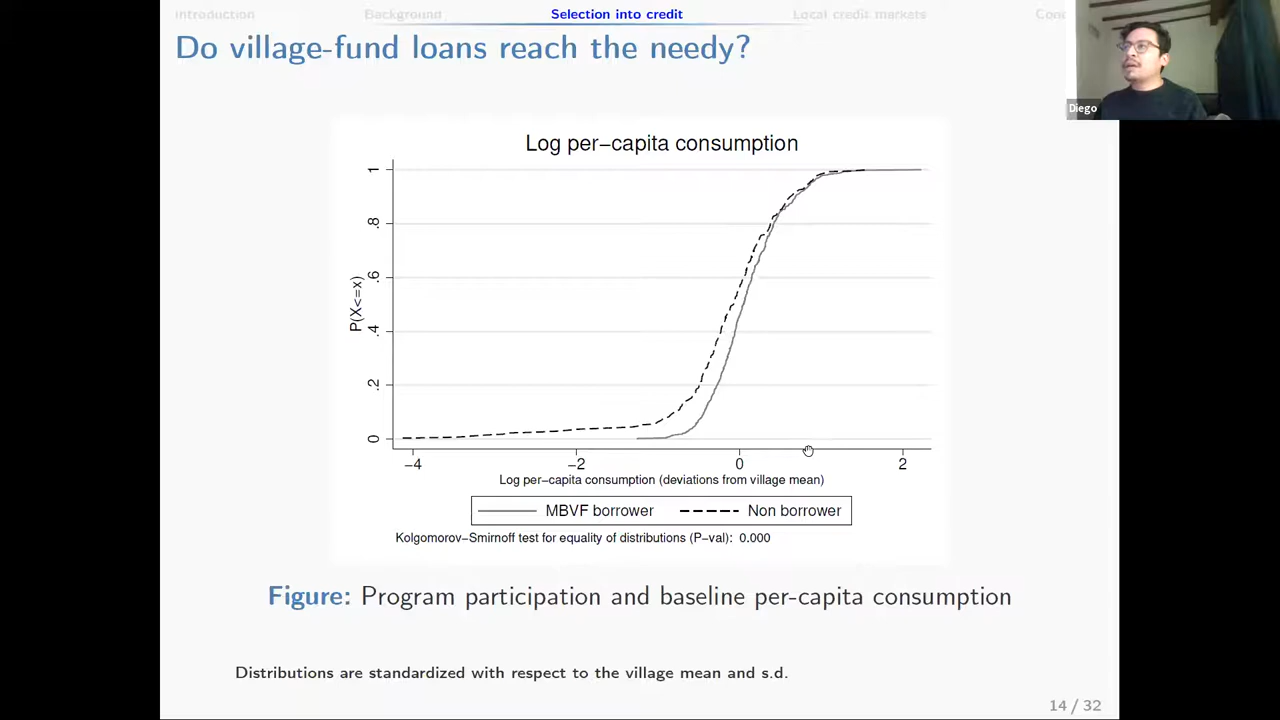 Introduction Background Selection into credit Local credit markets
Do village-fund loans reach the needy?
Diego
Log per-capita consumption
P(X<=x)
1
.8
.6
.4
.2
0
-4 -2 0 2
Log per-capita consumption (deviations from village mean)
MBVF borrower Non borrower
Kolgomorov-Smirnoff test for equality of distributions (P-val): 0.000
Figure: Program participation and baseline per-capita consumption
Distributions are standardized with respect to the village mean and s.d.
14 / 32